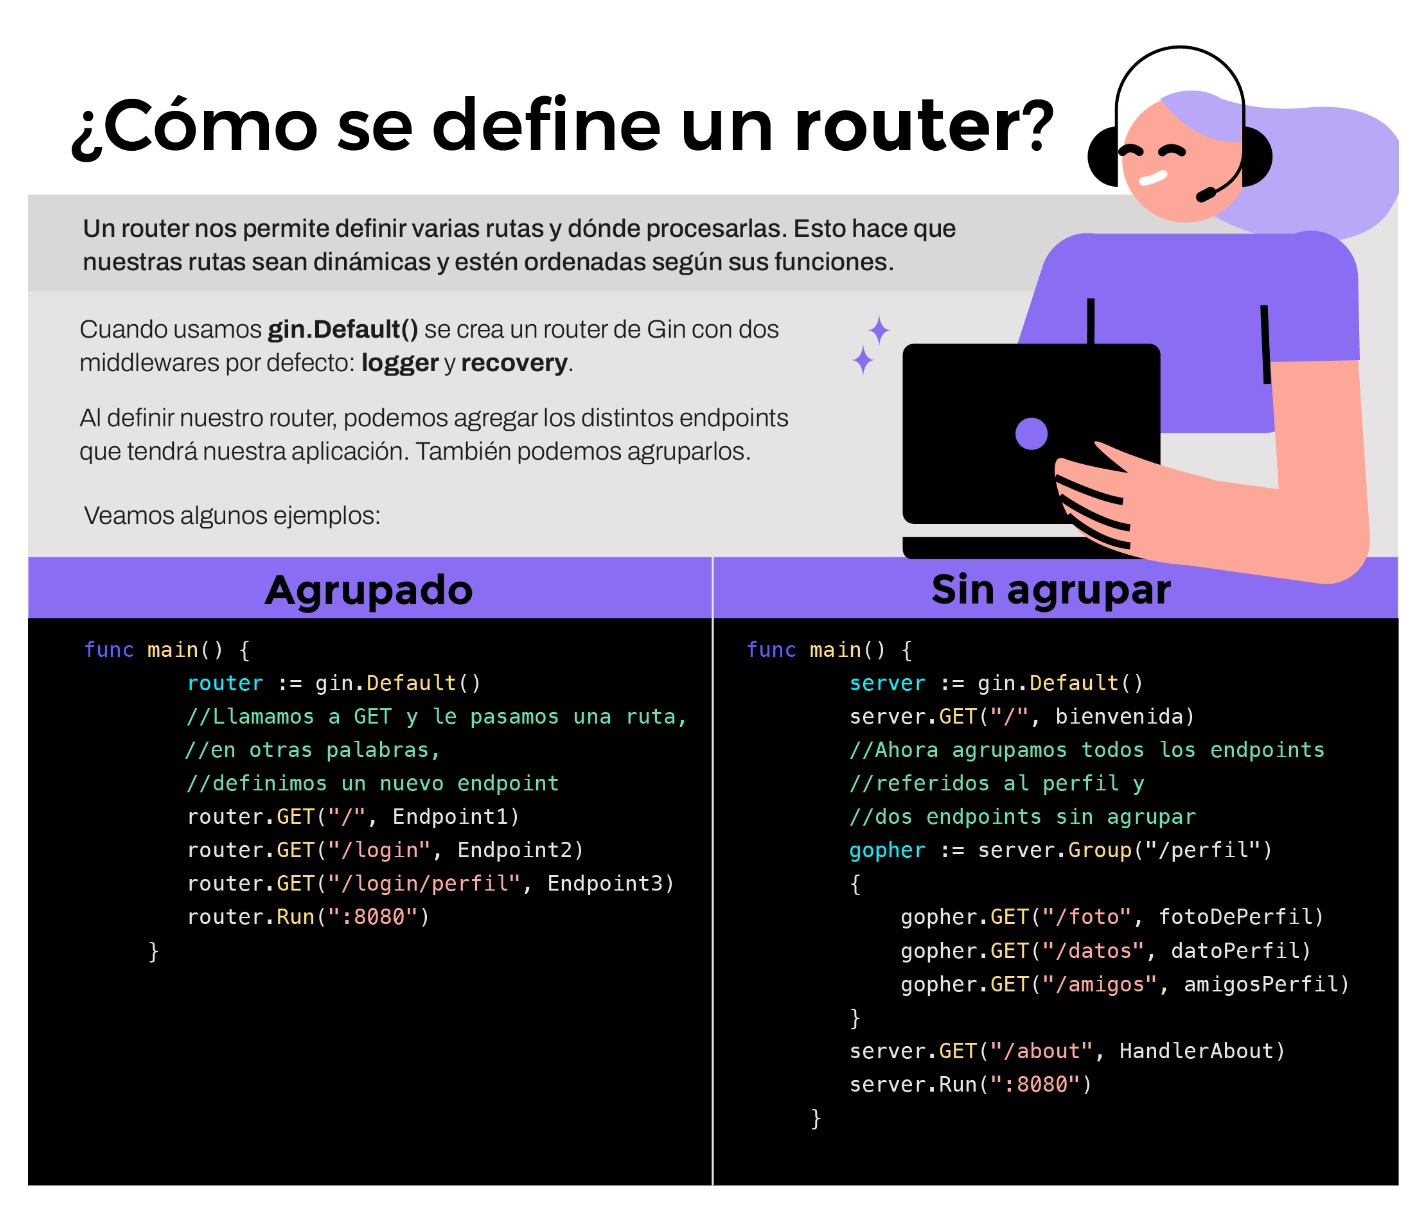 ¿Cómo se define un router?
Un router nos permite definir varias rutas y dónde procesarlas. Esto hace que
nuestras rutas sean dinámicas y estén ordenadas según sus funciones.
Cuando usamos gin.Default() se crea un router de Gin con dos
middlewares por defecto: logger y recovery.
Al definir nuestro router, podemos agregar los distintos endpoints
que tendrá nuestra aplicación. También podemos agruparlos.
Veamos algunos ejemplos:
Agrupado
func main() {
router := gin.Default()
//Llamamos a GET y le pasamos una ruta,
//en otras palabras,
//definimos un nuevo endpoint
router.GET("/", Endpoint1)
router.GET("/login", Endpoint2)
router.GET("/login/perfil", Endpoint3)
router.Run(":8080")
}
Sin agrupar
func main() {
server := gin.Default()
server.GET("/", bienvenida)
//Ahora agrupamos todos los endpoints
//referidos al perfil y
//dos endpoints sin agrupar
gopher := server.Group("/perfil")
{
gopher.GET("/foto", fotoDePerfil)
gopher.GET("/datos", datoPerfil)
gopher.GET("/amigos", amigosPerfil)
}
server.GET("/about", HandlerAbout)
server.Run(":8080")
}